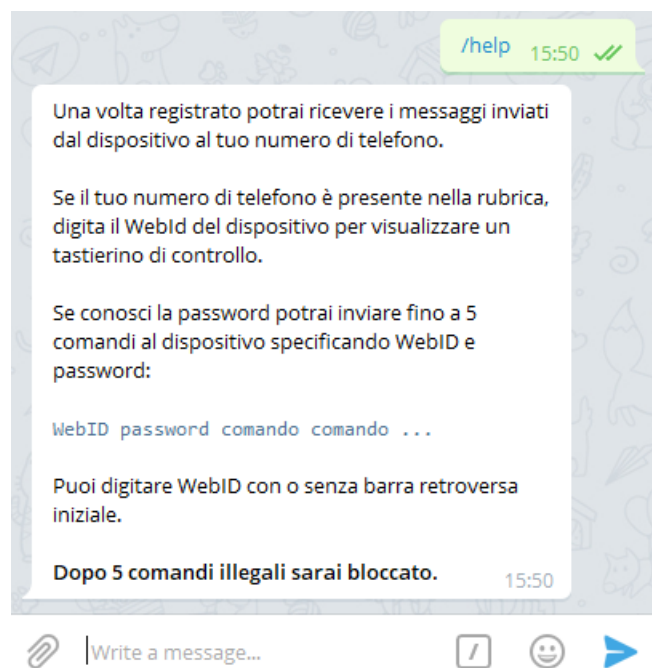 /help 15:50
Una volta registrato potrai ricevere i messaggi inviati
dal dispositivo al tuo numero di telefono.
Se il tuo numero di telefono è presente nella rubrica,
digita il WebId del dispositivo per visualizzare un
tastierino di controllo.
Se conosci la password potrai inviare fino a 5
comandi al dispositivo specificando WebID e
password:
WebID password comando comando ...
Puoi digitare WebID con o senza barra retroversa
iniziale.
Dopo 5 comandi illegali sarai bloccato. 15:50
Write a message... /